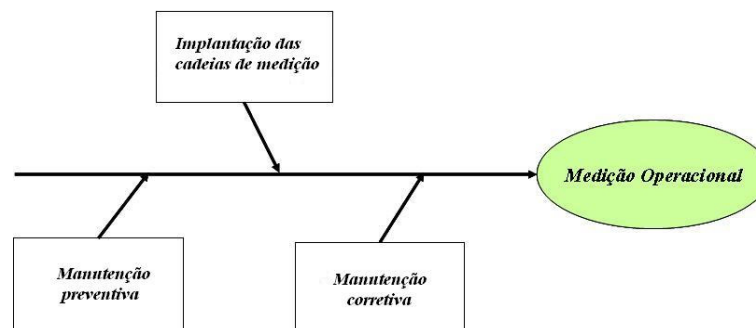 Implantação das
cadeias de medição
Medição Operacional
Manutenção
preventiva
Manutenção
corretiva